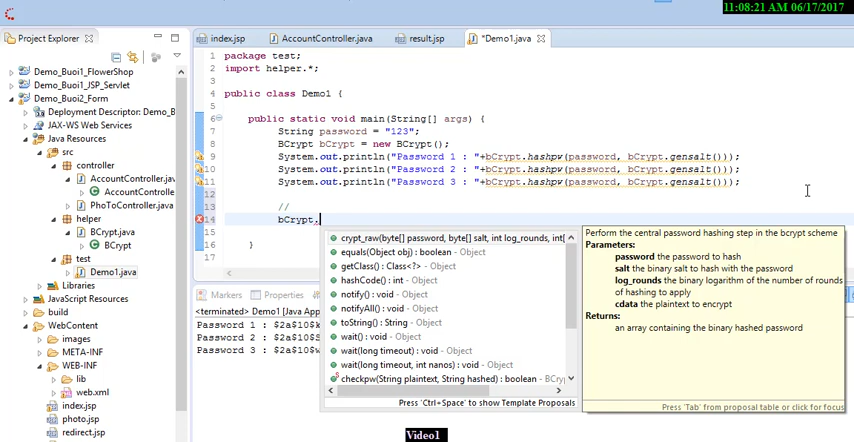 11:08:21 AM 06/17/2017
Project Explorer
Demo_Buoi1_FlowerShop
Demo_Buoi1_JSP_Servlet
Demo_Buoi2_Form
Deployment Descriptor: Demo_B
JAX-WS Web Services
Java Resources
src
controller
AccountController.jav
AccountControlle
PhoToController.java
helper
BCrypt.java
BCrypt
test
Demo1.java
Libraries
JavaScript Resources
build
WebContent
images
META-INF
WEB-INF
lib
web.xml
index.jsp
photo.jsp
redirect.jsp
index.jsp AccountController.java result.jsp *Demo1.java
1 package test;
2 import helper.*;
3
4 public class Demo1 {
5
6 public static void main(String[] args) {
7 String password = "123";
8 BCrypt bCrypt = new BCrypt();
9 System.out.println("Password 1 : "+bCrypt.hashpw(password, bCrypt.gensalt()));
10 System.out.println("Password 2 : "+bCrypt.hashpw(password, bCrypt.gensalt()));
11 System.out.println("Password 3 : "+bCrypt.hashpw(password, bCrypt.gensalt()));
12
13 //
14 bCrypt.
15
16 }
17
crypt_raw(byte[] password, byte[] salt, int log_rounds, int[
equals(Object obj) : boolean - Object
getClass() : Class<?> - Object
hashCode() : int - Object
notify() : void - Object
notifyAll() : void - Object
toString() : String - Object
wait() : void - Object
wait(long timeout) : void - Object
wait(long timeout, int nanos) : void - Object
checkpw(String plaintext, String hashed) : boolean - BCry
Press 'Ctrl+Space' to show Template Proposals
Perform the central password hashing step in the bcrypt scheme
Parameters:
password the password to hash
salt the binary salt to hash with the password
log_rounds the binary logarithm of the number of rounds
of hashing to apply
cdata the plaintext to encrypt
Returns:
an array containing the binary hashed password
Press 'Tab' from proposal table or click for focus
Markers Properties
<terminated> Demo1 [Java App
Password 1 : $2a$10$k
Password 2 : $2a$10$S
Password 3 : $2a$10$w
Video1